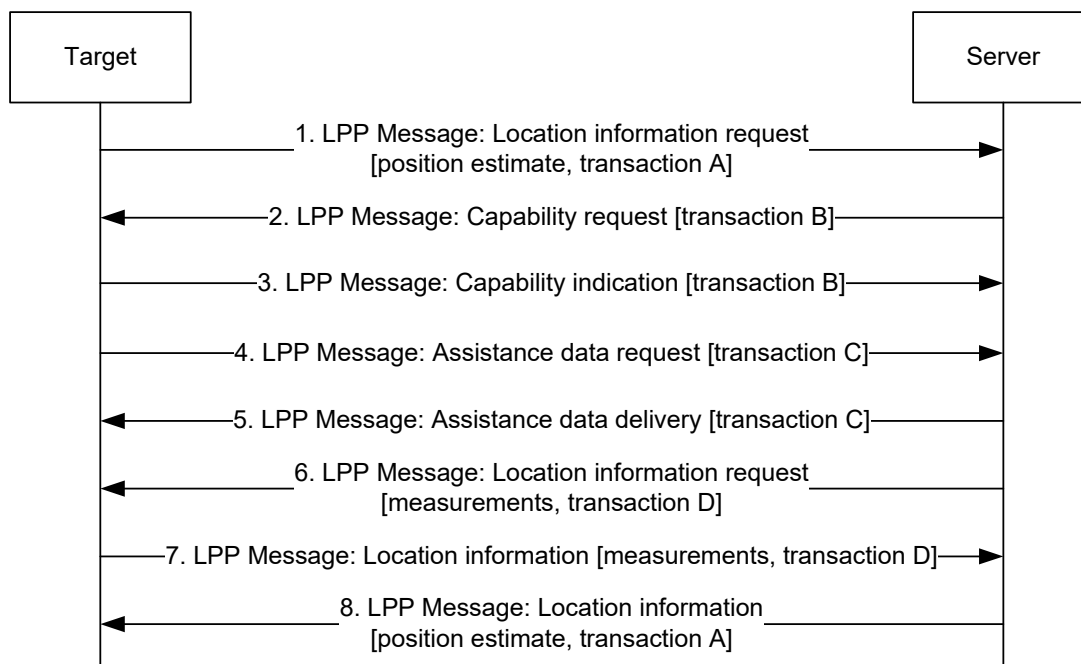 Target
Server
1. LPP Message: Location information request
[position estimate, transaction A]
2. LPP Message: Capability request [transaction B]
3. LPP Message: Capability indication [transaction B]
4. LPP Message: Assistance data request [transaction C]
5. LPP Message: Assistance data delivery [transaction C]
6. LPP Message: Location information request
[measurements, transaction D]
7. LPP Message: Location information [measurements, transaction D]
8. LPP Message: Location information
[position estimate, transaction A]